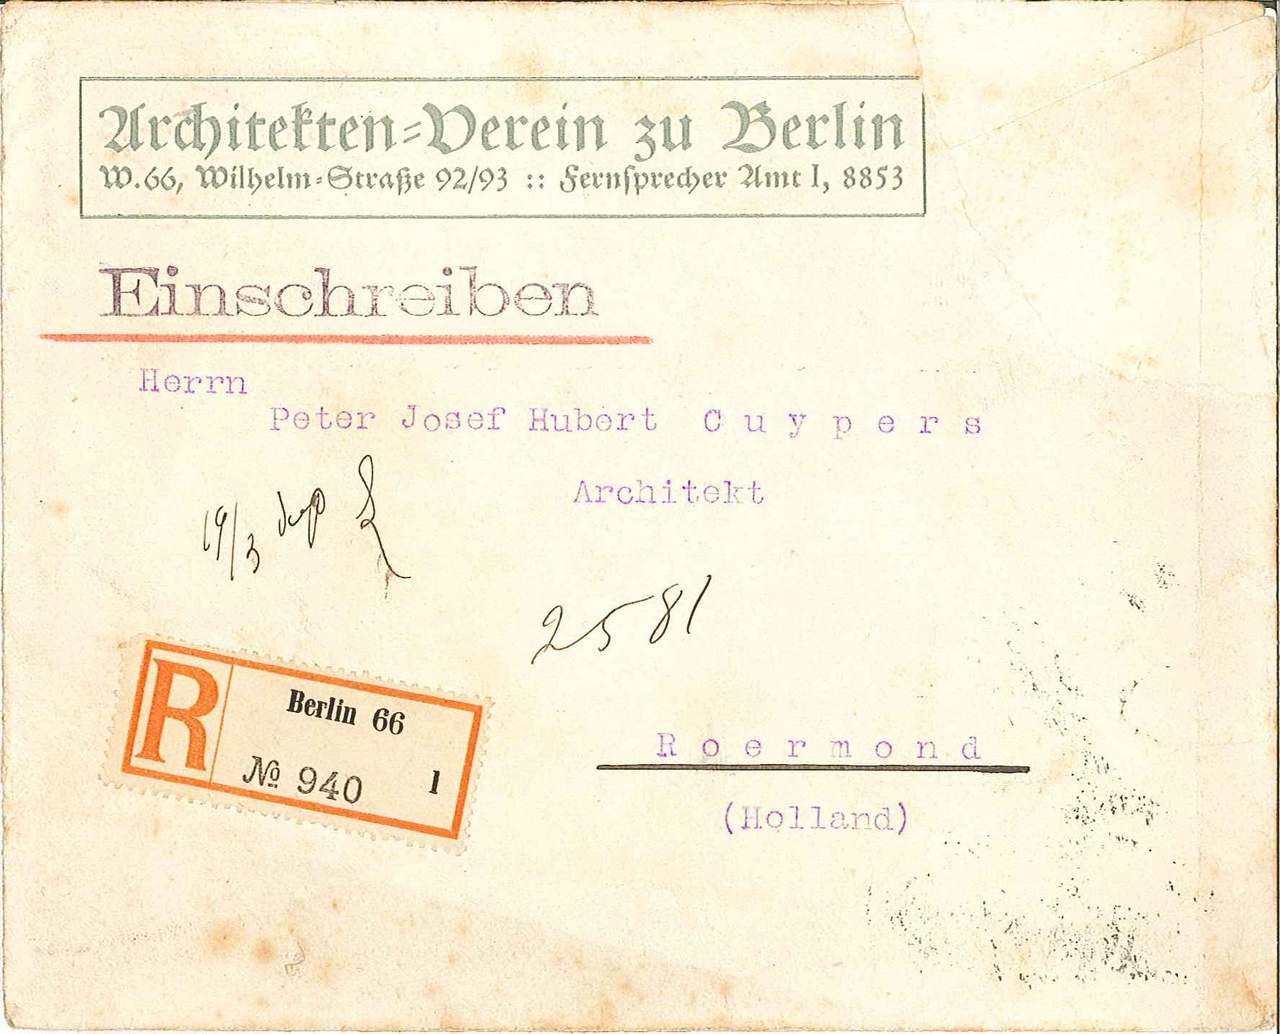 Architekten-Verein zu Berlin
W.66, Wilhelm-Straße 92/93 :: Fernsprecher Amt I, 8853
Einschreiben
Herrn
Peter Josef Hubert Cuypers
Architekt
19/3
2581
R Berlin 66
№ 940 1
Roermond
(Holland)